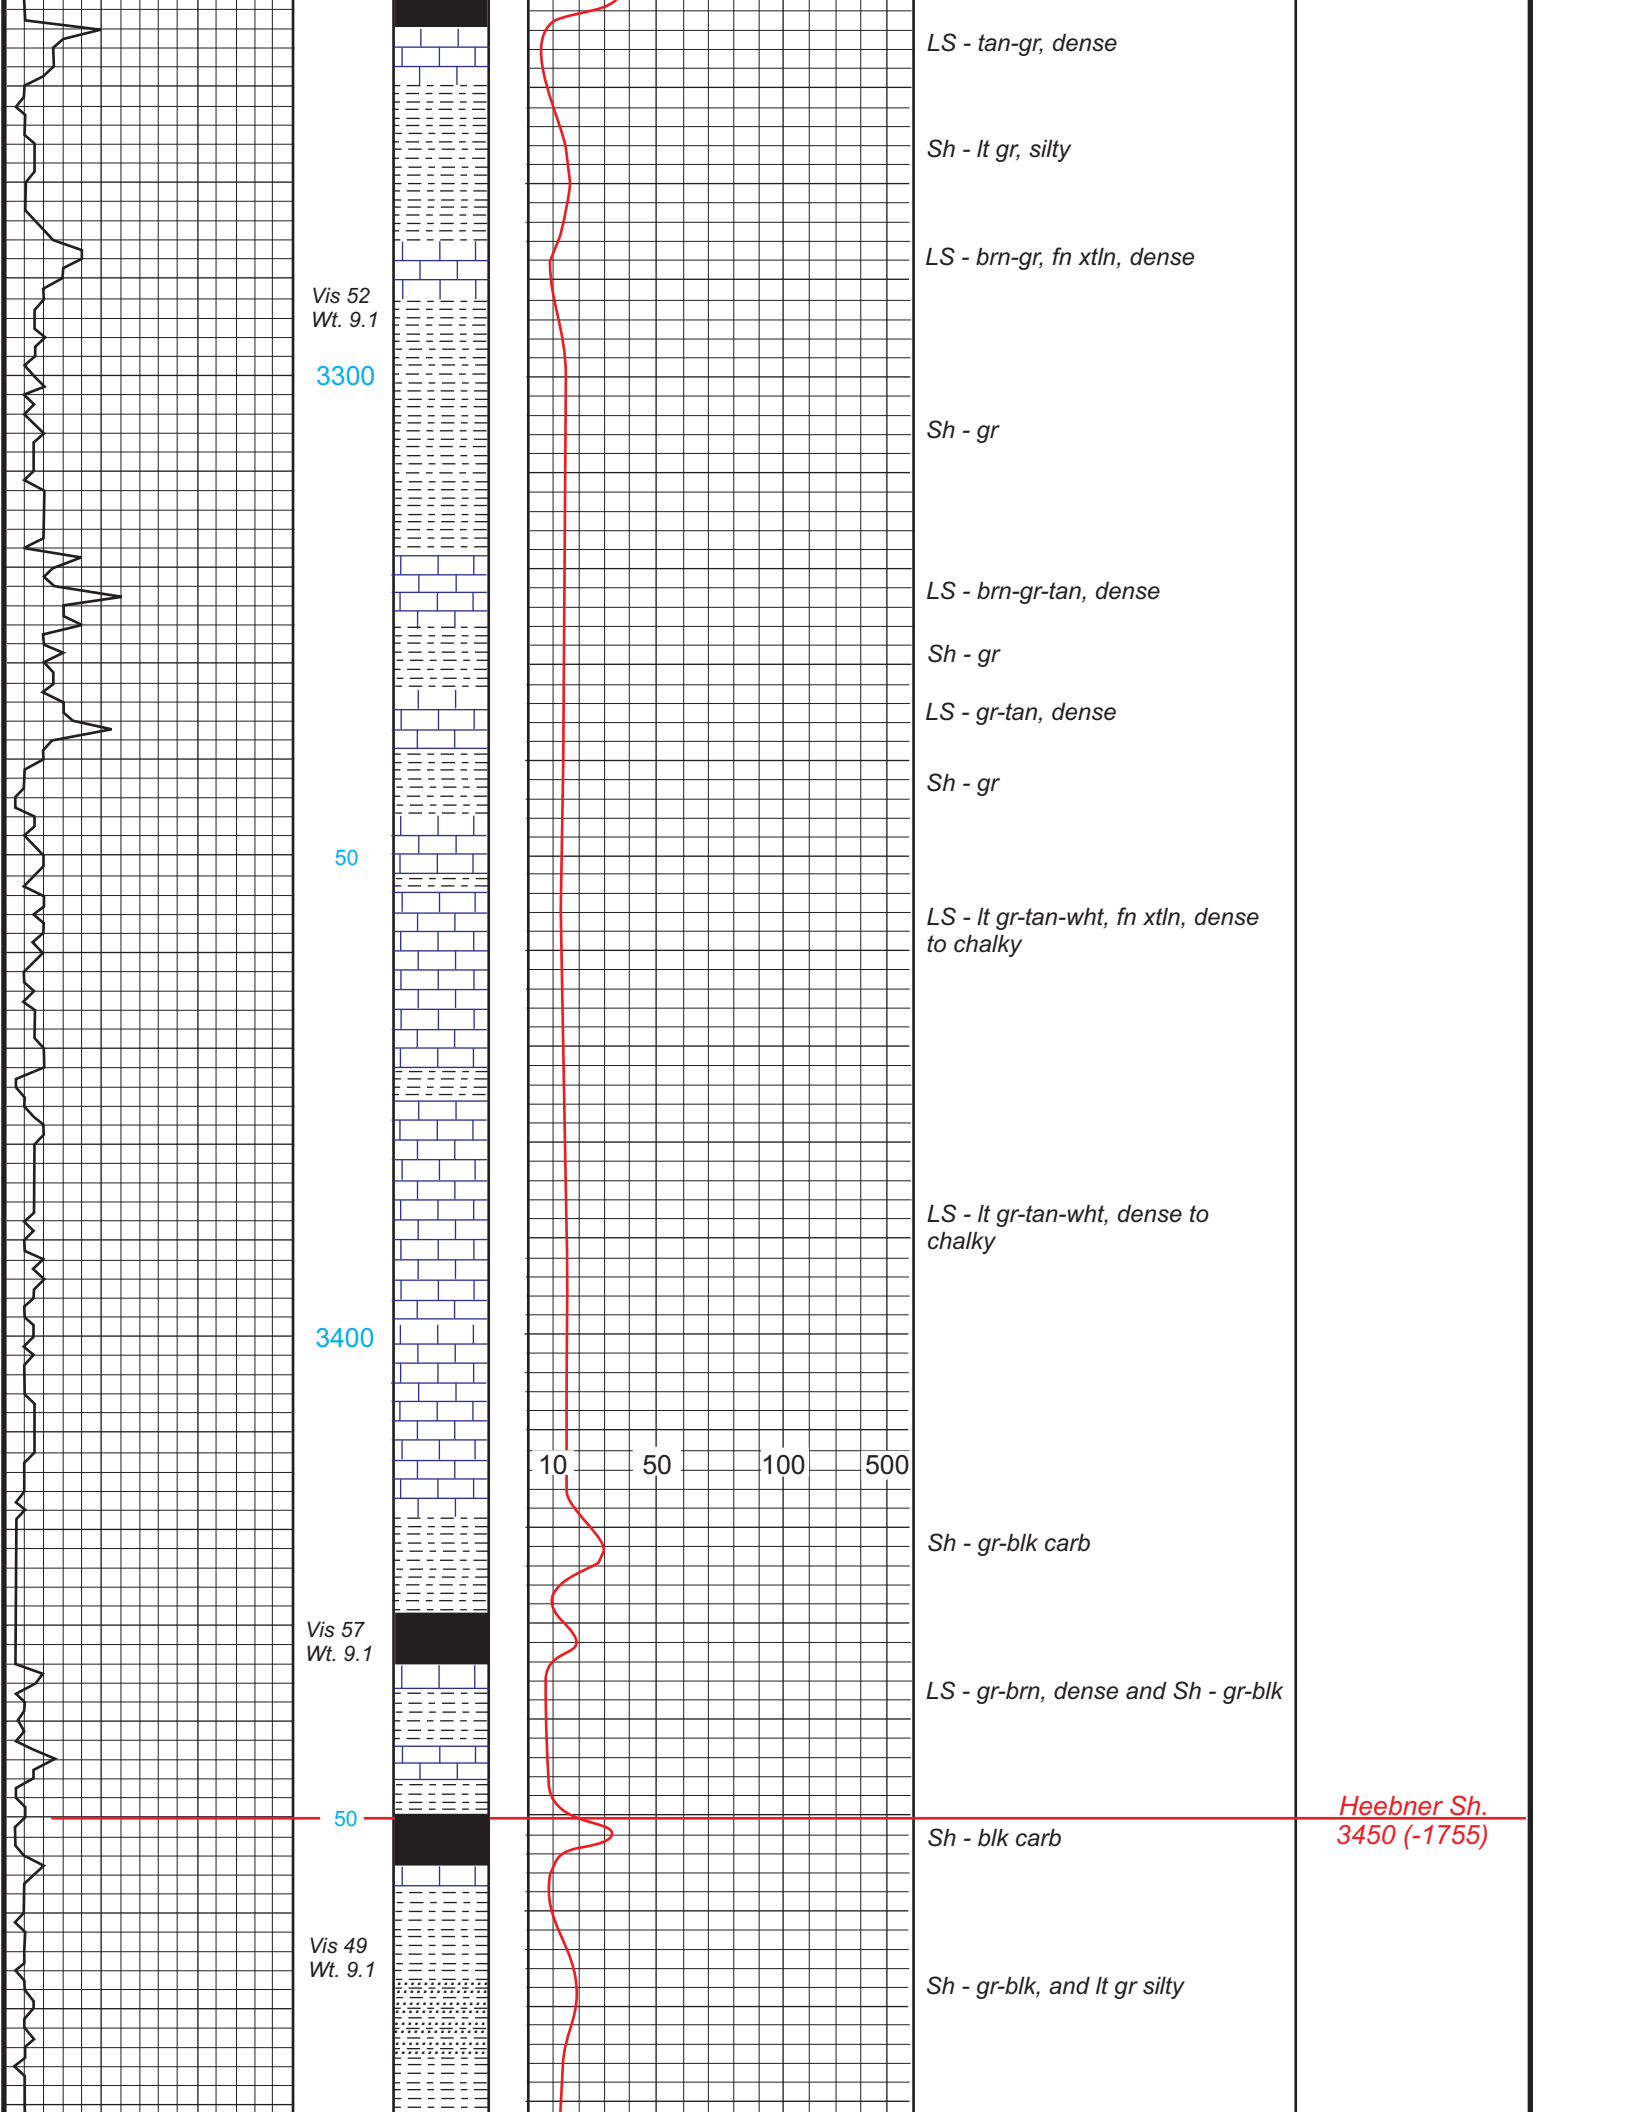 LS - tan-gr, dense
Sh - lt gr, silty
LS - brn-gr, fn xtln, dense
Vis 52
Wt. 9.1
3300
Sh - gr
LS - brn-gr-tan, dense
Sh - gr
LS - gr-tan, dense
Sh - gr
50
LS - lt gr-tan-wht, fn xtln, dense
to chalky
LS - lt gr-tan-wht, dense to
chalky
3400
10 50 100 500
Sh - gr-blk carb
Vis 57
Wt. 9.1
LS - gr-brn, dense and Sh - gr-blk
50
Heebner Sh.
3450 (-1755)
Sh - blk carb
Vis 49
Wt. 9.1
Sh - gr-blk, and lt gr silty